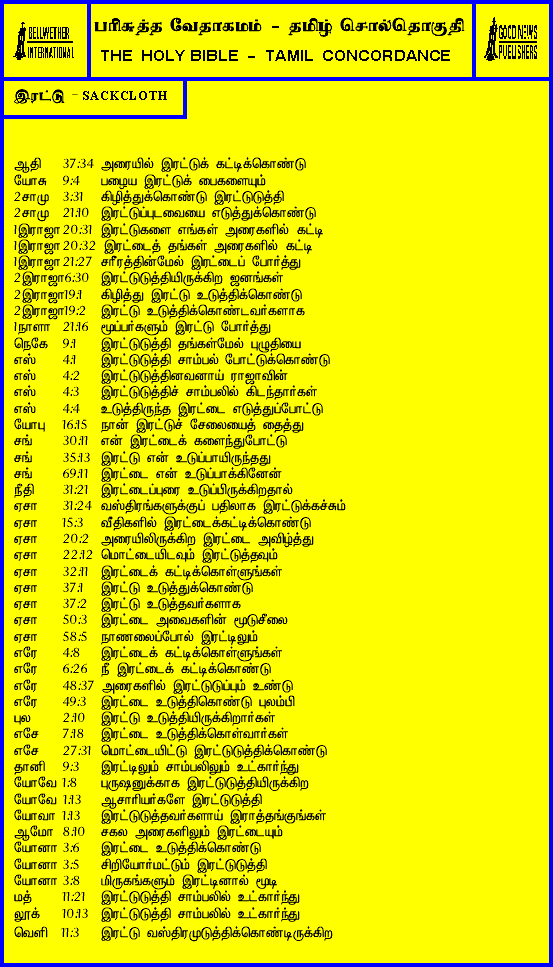 BELLWETHER
INTERNATIONAL
பரிசுத்த வேதாகமம் - தமிழ் சொல்தொகுதி
THE HOLY BIBLE - TAMIL CONCORDANCE
GOOD NEWS
PUBLISHERS
இரட்டு - SACKCLOTH
ஆதி 37:34 அரையில் இரட்டுக் கட்டிக்கொண்டு
யோசு 9:4 பழைய இரட்டுக் பைகளையும்
2சாமு 3:31 கிழித்துக்கொண்டு இரட்டுடுத்தி
2சாமு 21:10 இரட்டுப்புடவையை எடுத்துக்கொண்டு
1இராஜா 20:31 இரட்டுகளை எங்கள் அரைகளில் கட்டி
1இராஜா 20:32 இரட்டைத் தங்கள் அரைகளில் கட்டி
1இராஜா 21:27 சரீரத்தின்மேல் இரட்டைப் போர்த்து
2இராஜா6:30 இரட்டுடுத்தியிருக்கிற ஜனங்கள்
2இராஜா19:1 கிழித்து இரட்டு உடுத்திக்கொண்டு
2இராஜா19:2 இரட்டு உடுத்திக்கொண்டவர்களாக
1நாளா 21:16 மூப்பர்களும் இரட்டு போர்த்து
நெகே 9:1 இரட்டுடுத்தி தங்கள்மேல் புழுதியை
எஸ் 4:1 இரட்டுடுத்தி சாம்பல் போட்டுக்கொண்டு
எஸ் 4:2 இரட்டுடுத்தினவனாய் ராஜாவின்
எஸ் 4:3 இரட்டுடுத்திச் சாம்பலில் கிடந்தார்கள்
எஸ் 4:4 உடுத்திருந்த இரட்டை எடுத்துப்போட்டு
யோபு 16:15 நான் இரட்டுச் சேலையைத் தைத்து
சங் 30:11 என் இரட்டைக் களைந்துபோட்டு
சங் 35:13 இரட்டு என் உடுப்பாயிருந்தது
சங் 69:11 இரட்டை என் உடுப்பாக்கினேன்
நீதி 31:21 இரட்டைப்புரை உடுப்பிருக்கிறதால்
ஏசா 31:24 வஸ்திரங்களுக்குப் பதிலாக இரட்டுக்கச்சும்
ஏசா 15:3 வீதிகளில் இரட்டைக்கட்டிக்கொண்டு
ஏசா 20:2 அரையிலிருக்கிற இரட்டை அவிழ்த்து
ஏசா 22:12 மொட்டையிடவும் இரட்டுத்தவும்
ஏசா 32:11 இரட்டைக் கட்டிக்கொள்ளுங்கள்
ஏசா 37:1 இரட்டு உடுத்துக்கொண்டு
ஏசா 37:2 இரட்டு உடுத்தவர்களாக
ஏசா 50:3 இரட்டை அவைகளின் மூடுசீலை
ஏசா 58:5 நாணலைப்போல் இரட்டிலும்
எரே 4:8 இரட்டைக் கட்டிக்கொள்ளுங்கள்
எரே 6:26 நீ இரட்டைக் கட்டிக்கொண்டு
எரே 48:37 அரைகளில் இரட்டுடுப்பும் உண்டு
எரே 49:3 இரட்டை உடுத்திகொண்டு புலம்பி
புல 2:10 இரட்டு உடுத்தியிருக்கிறார்கள்
எசே 7:18 இரட்டை உடுத்திக்கொள்வார்கள்
எசே 27:31 மொட்டையிட்டு இரட்டுடுத்திக்கொண்டு
தானி 9:3 இரட்டிலும் சாம்பலிலும் உட்கார்ந்து
யோவே 1:8 புருஷனுக்காக இரட்டுடுத்தியிருக்கிற
யோவே 1:13 ஆசாரியர்களே இரட்டுடுத்தி
யோவா 1:13 இரட்டுடுத்தவர்களாய் இராத்தங்குங்கள்
ஆமோ 8:10 சகல அரைகளிலும் இரட்டையும்
யோனா 3:6 இரட்டை உடுத்திக்கொண்டு
யோனா 3:5 சிறியோர்மட்டும் இரட்டுடுத்தி
யோனா 3:8 மிருகங்களும் இரட்டினால் மூடி
மத் 11:21 இரட்டுடுத்தி சாம்பலில் உட்கார்ந்து
லூக் 10:13 இரட்டுடுத்தி சாம்பலில் உட்கார்ந்து
வெளி 11:3 இரட்டு வஸ்திரமுடுத்திக்கொண்டிருக்கிற